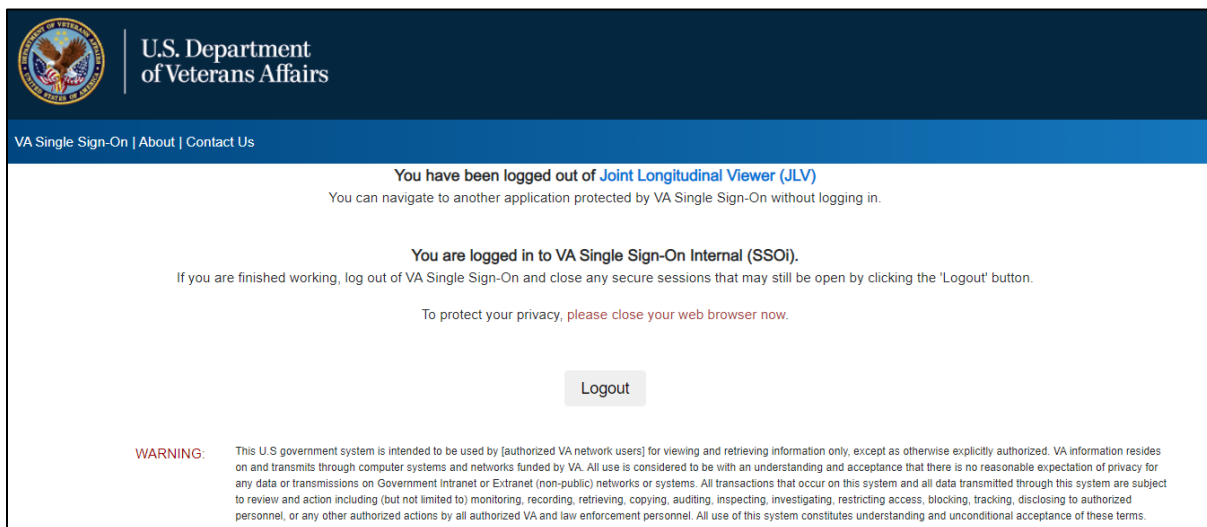 U.S. Department
of Veterans Affairs
VA Single Sign-On | About | Contact Us
You have been logged out of Joint Longitudinal Viewer (JLV)
You can navigate to another application protected by VA Single Sign-On without logging in.
You are logged in to VA Single Sign-On Internal (SSOi).
If you are finished working, log out of VA Single Sign-On and close any secure sessions that may still be open by clicking the 'Logout' button.
To protect your privacy, please close your web browser now.
Logout
WARNING: This U.S government system is intended to be used by [authorized VA network users] for viewing and retrieving information only, except as otherwise explicitly authorized. VA information resides
on and transmits through computer systems and networks funded by VA. All use is considered to be with an understanding and acceptance that there is no reasonable expectation of privacy for
any data or transmissions on Government Intranet or Extranet (non-public) networks or systems. All transactions that occur on this system and all data transmitted through this system are subject
to review and action including (but not limited to) monitoring, recording, retrieving, copying, auditing, inspecting, investigating, restricting access, blocking, tracking, disclosing to authorized
personnel, or any other authorized actions by all authorized VA and law enforcement personnel. All use of this system constitutes understanding and unconditional acceptance of these terms.